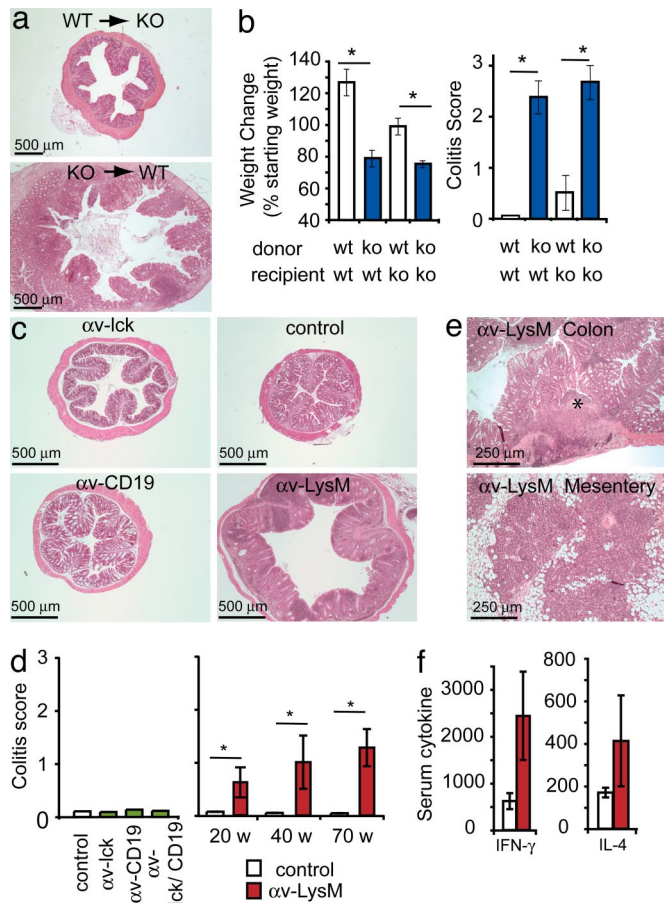 a
WT → KO
500 µm
KO → WT
500 µm
b
Weight Change
(% starting weight)
140
120
100
80
60
40
*
*
donor wt ko wt ko
recipient wt wt ko ko
Colitis Score
3
2
1
0
*
*
wt ko wt ko
wt wt ko ko
c
αv-lck
500 µm
control
500 µm
αv-CD19
500 µm
αv-LysM
500 µm
e
αv-LysM Colon
*
250 µm
αv-LysM Mesentery
250 µm
d
Colitis score
3
2
1
0
control
αv-lck
αv-CD19
αv-
lck/ CD19
*
*
*
20 w 40 w 70 w
control
αv-LysM
f
Serum cytokine
3000
2000
1000
0
IFN-γ
800
600
400
200
0
IL-4